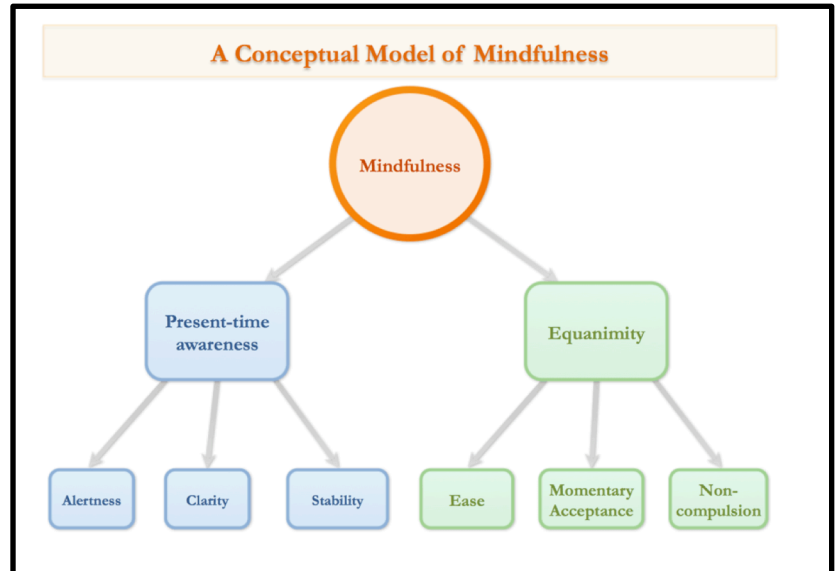 A Conceptual Model of Mindfulness
Mindfulness
Present-time
awareness
Equanimity
Alertness
Clarity
Stability
Ease
Momentary
Acceptance
Non-
compulsion